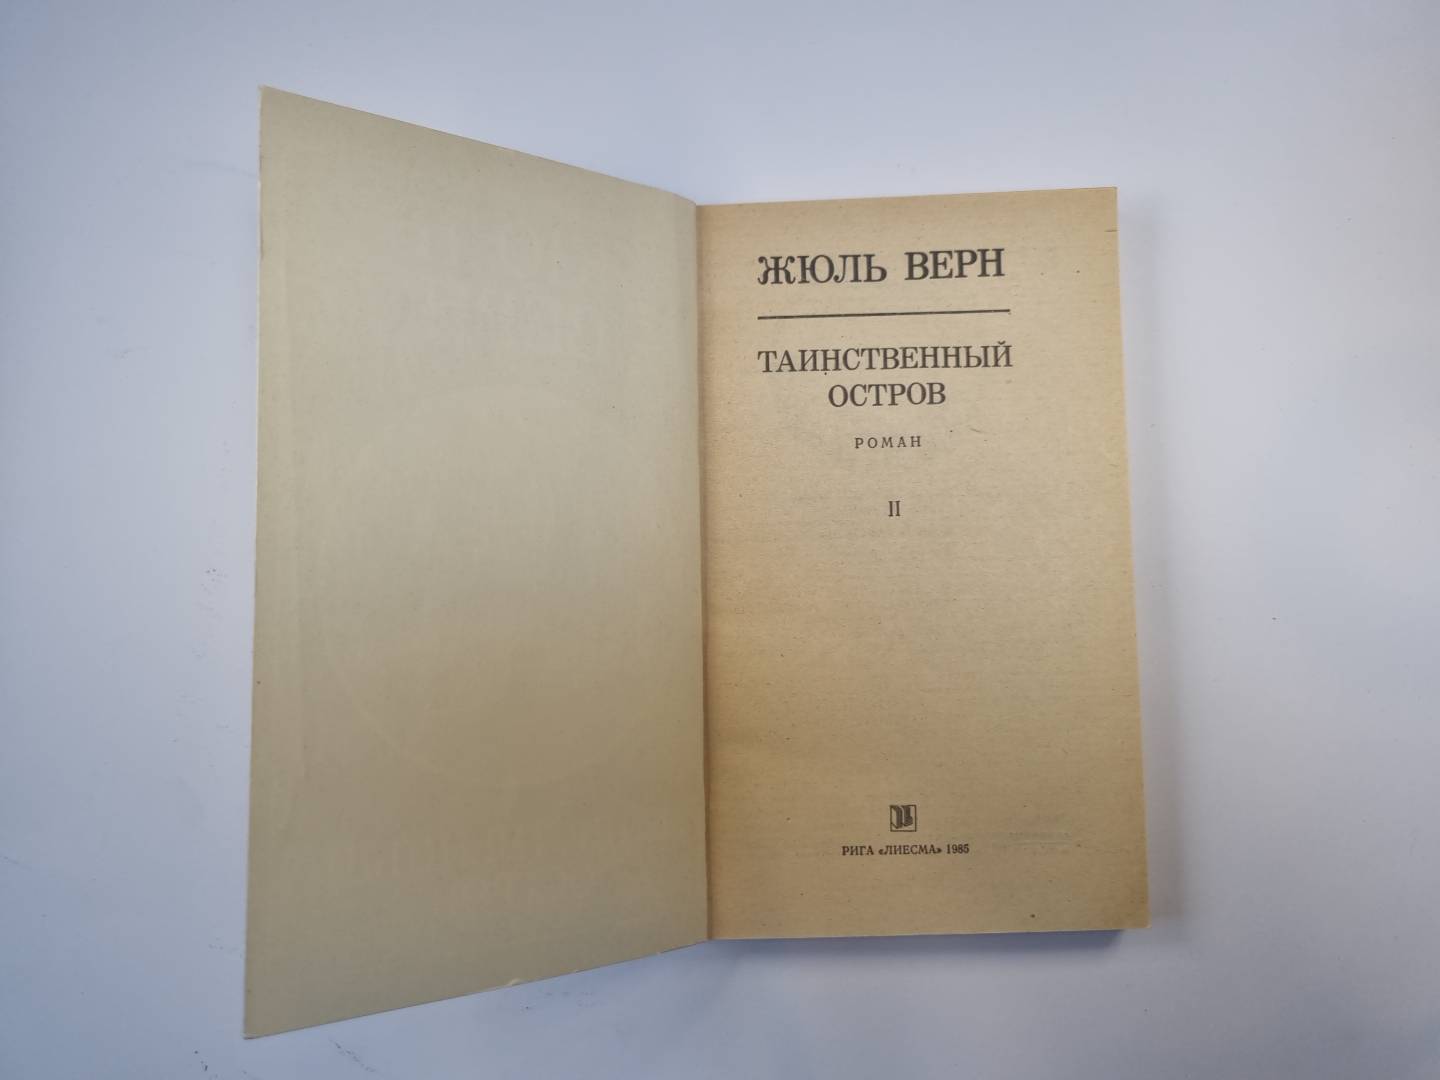 ЖЮЛЬ ВЕРН
ТАИНСТВЕННЫЙ
ОСТРОВ
РОМАН
II
РИГА «ЛИЕСМА» 1985